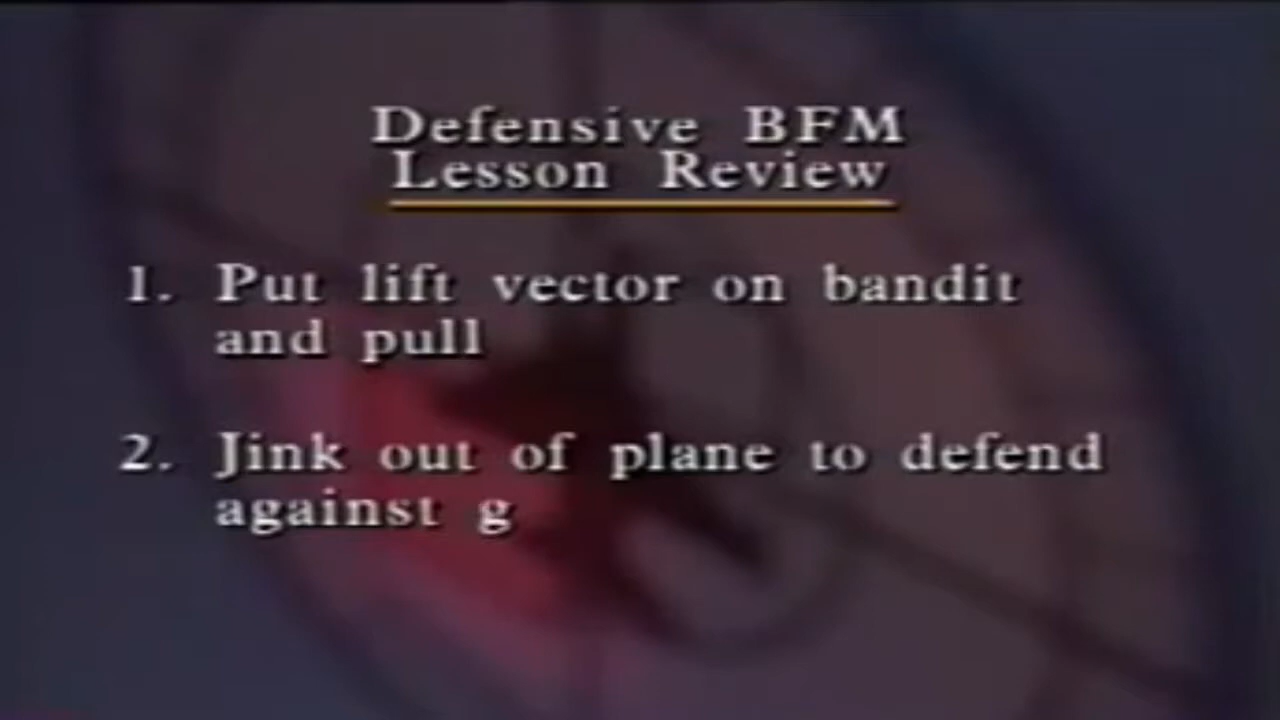 Defensive BFM
Lesson Review
1. Put lift vector on bandit
and pull
2. Jink out of plane to defend
against g